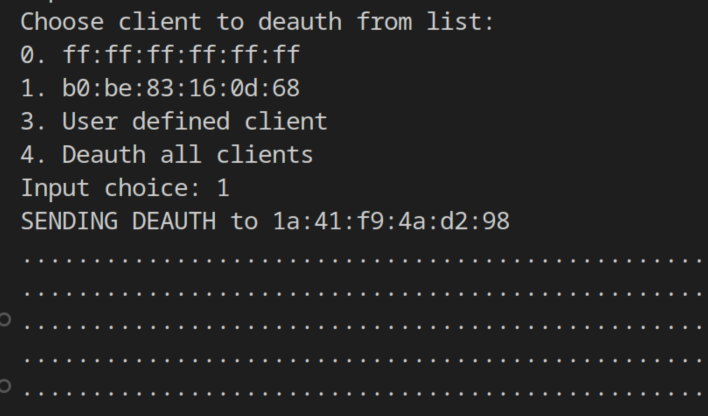 Choose client to deauth from list:
0. ff:ff:ff:ff:ff:ff
1. b0:be:83:16:0d:68
3. User defined client
4. Deauth all clients
Input choice: 1
SENDING DEAUTH to 1a:41:f9:4a:d2:98
.................................................
.................................................
.................................................
.................................................
.................................................